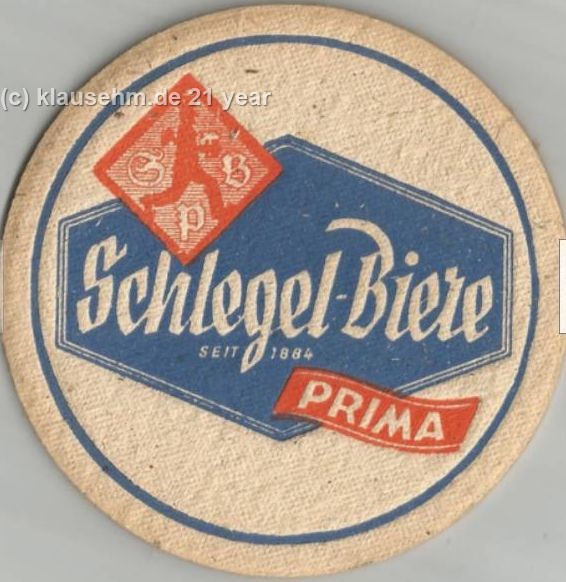 (c) klausehm.de 21 year
S B
P
Schlegel-Biere
SEIT 1884
PRIMA